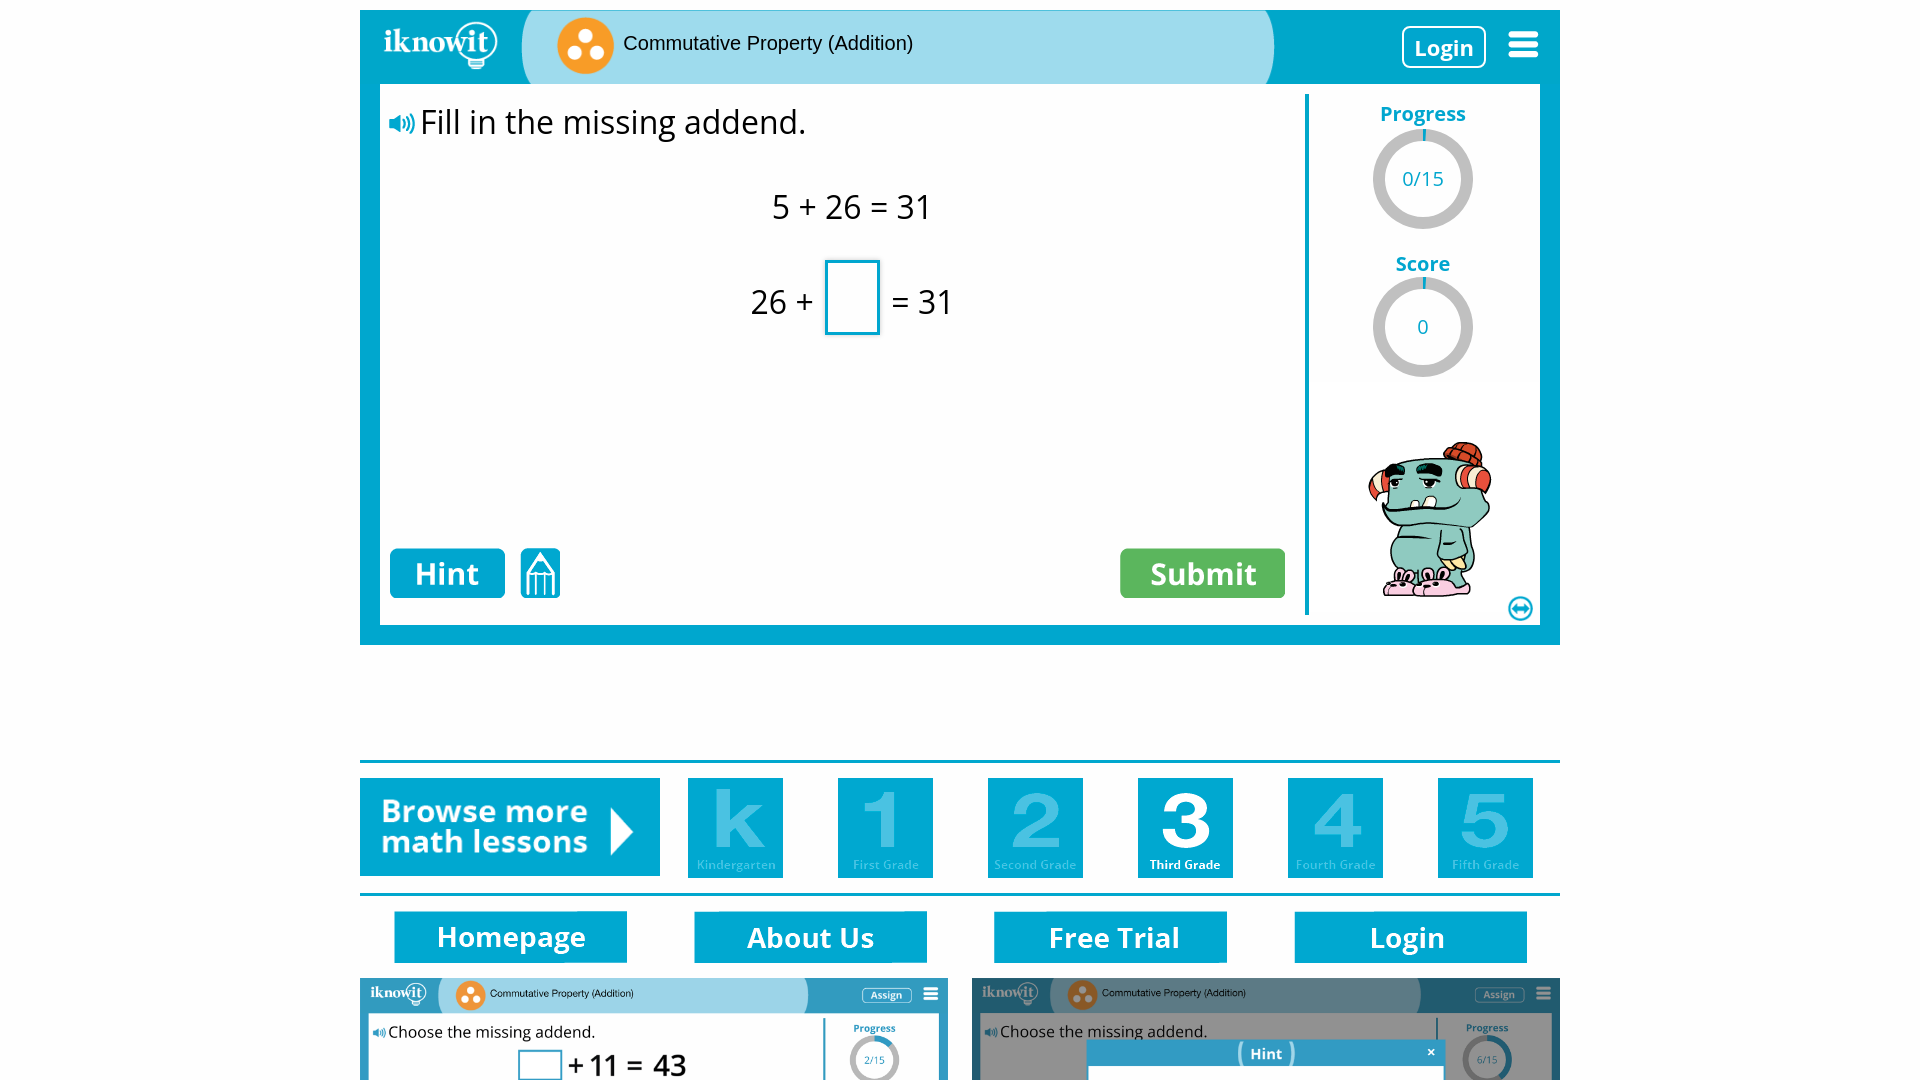 iknowit
Commutative Property (Addition)
Login
Fill in the missing addend.
5 + 26 = 31
26 + = 31
Progress
0/15
Score
0
Hint
Submit
Browse more
math lessons
k
Kindergarten
1
First Grade
2
Second Grade
3
Third Grade
4
Fourth Grade
5
Fifth Grade
Homepage
About Us
Free Trial
Login
iknowit
Commutative Property (Addition)
Assign
Choose the missing addend.
Progress
2/15
+ 11 = 43
iknowit
Commutative Property (Addition)
Assign
Choose the missing addend.
Progress
6/15
Hint
×